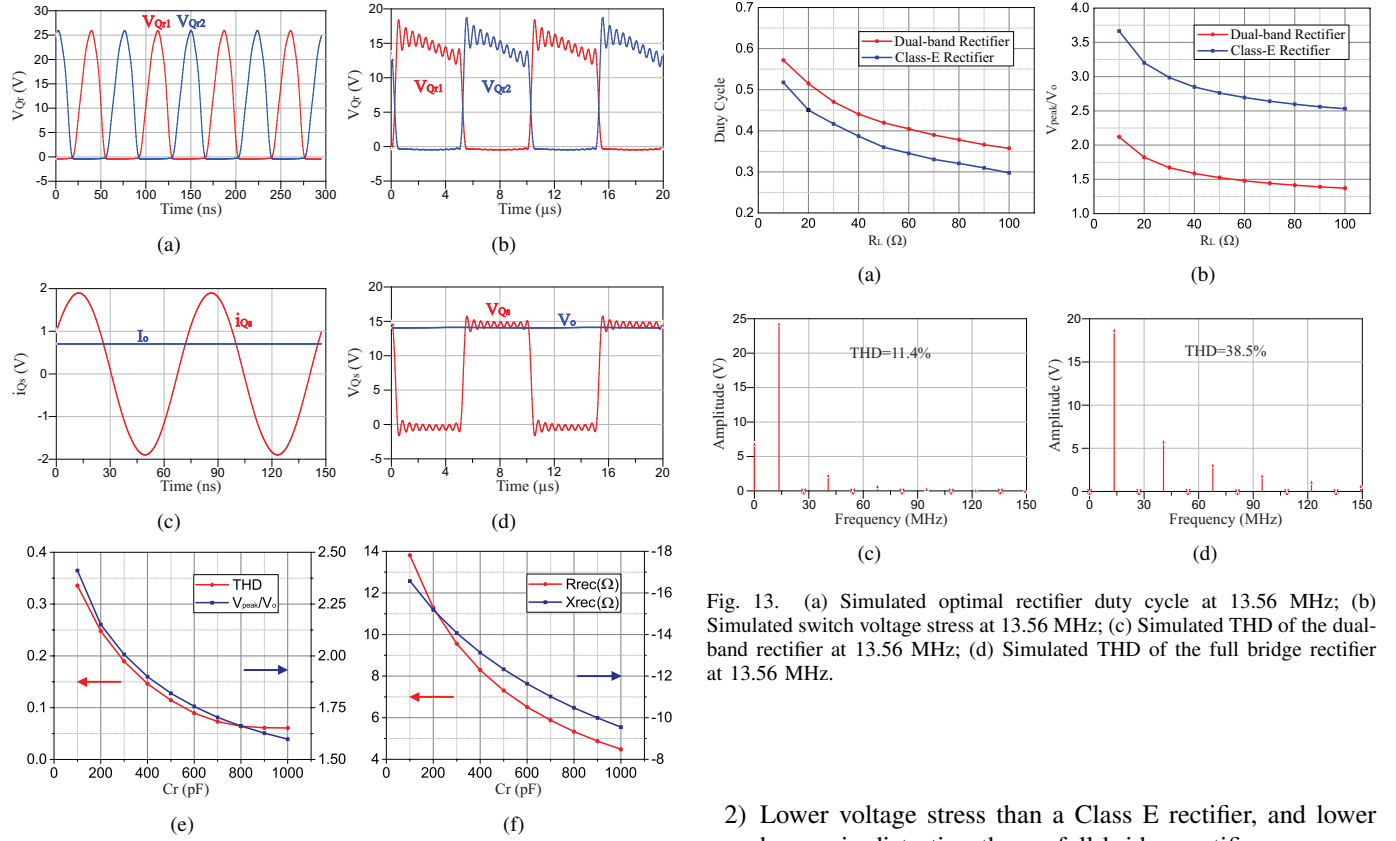 VQr1 VQr2
30
25
20
15
10
5
0
-5
VQr (V)
0 50 100 150 200 250 300
Time (ns)
(a)
20
15
10
5
0
-5
VQr (V)
VQr1 VQr2
0 4 8 12 16 20
Time (µs)
(b)
2
1
0
-1
-2
iQs (V)
Io
iQs
0 30 60 90 120 150
Time (ns)
(c)
20
15
10
5
0
-5
VQs (V)
VQs
Vo
0 4 8 12 16 20
Time (µs)
(d)
0.4
0.3
0.2
0.1
0.0
THD
Vpeak/Vo
2.50
2.25
2.00
1.75
1.50
0 200 400 600 800 1000
Cr (pF)
(e)
14
12
10
8
6
4
Rrec(Ω)
Xrec(Ω)
-18
-16
-14
-12
-10
-8
0 200 400 600 800 1000
Cr (pF)
(f)
0.7
0.6
0.5
0.4
0.3
0.2
Duty Cycle
Dual-band Rectifier
Class-E Rectifier
0 20 40 60 80 100
RL (Ω)
(a)
4.0
3.5
3.0
2.5
2.0
1.5
1.0
Vpeak/Vo
Dual-band Rectifier
Class-E Rectifier
0 20 40 60 80 100
RL (Ω)
(b)
25
20
15
10
5
0
Amplitude (V)
THD=11.4%
0 30 60 90 120 150
Frequency (MHz)
(c)
20
15
10
5
0
Amplitude (V)
THD=38.5%
0 30 60 90 120 150
Frequency (MHz)
(d)
Fig. 13. (a) Simulated optimal rectifier duty cycle at 13.56 MHz; (b)
Simulated switch voltage stress at 13.56 MHz; (c) Simulated THD of the dual-
band rectifier at 13.56 MHz; (d) Simulated THD of the full bridge rectifier
at 13.56 MHz.
2) Lower voltage stress than a Class E rectifier, and lower